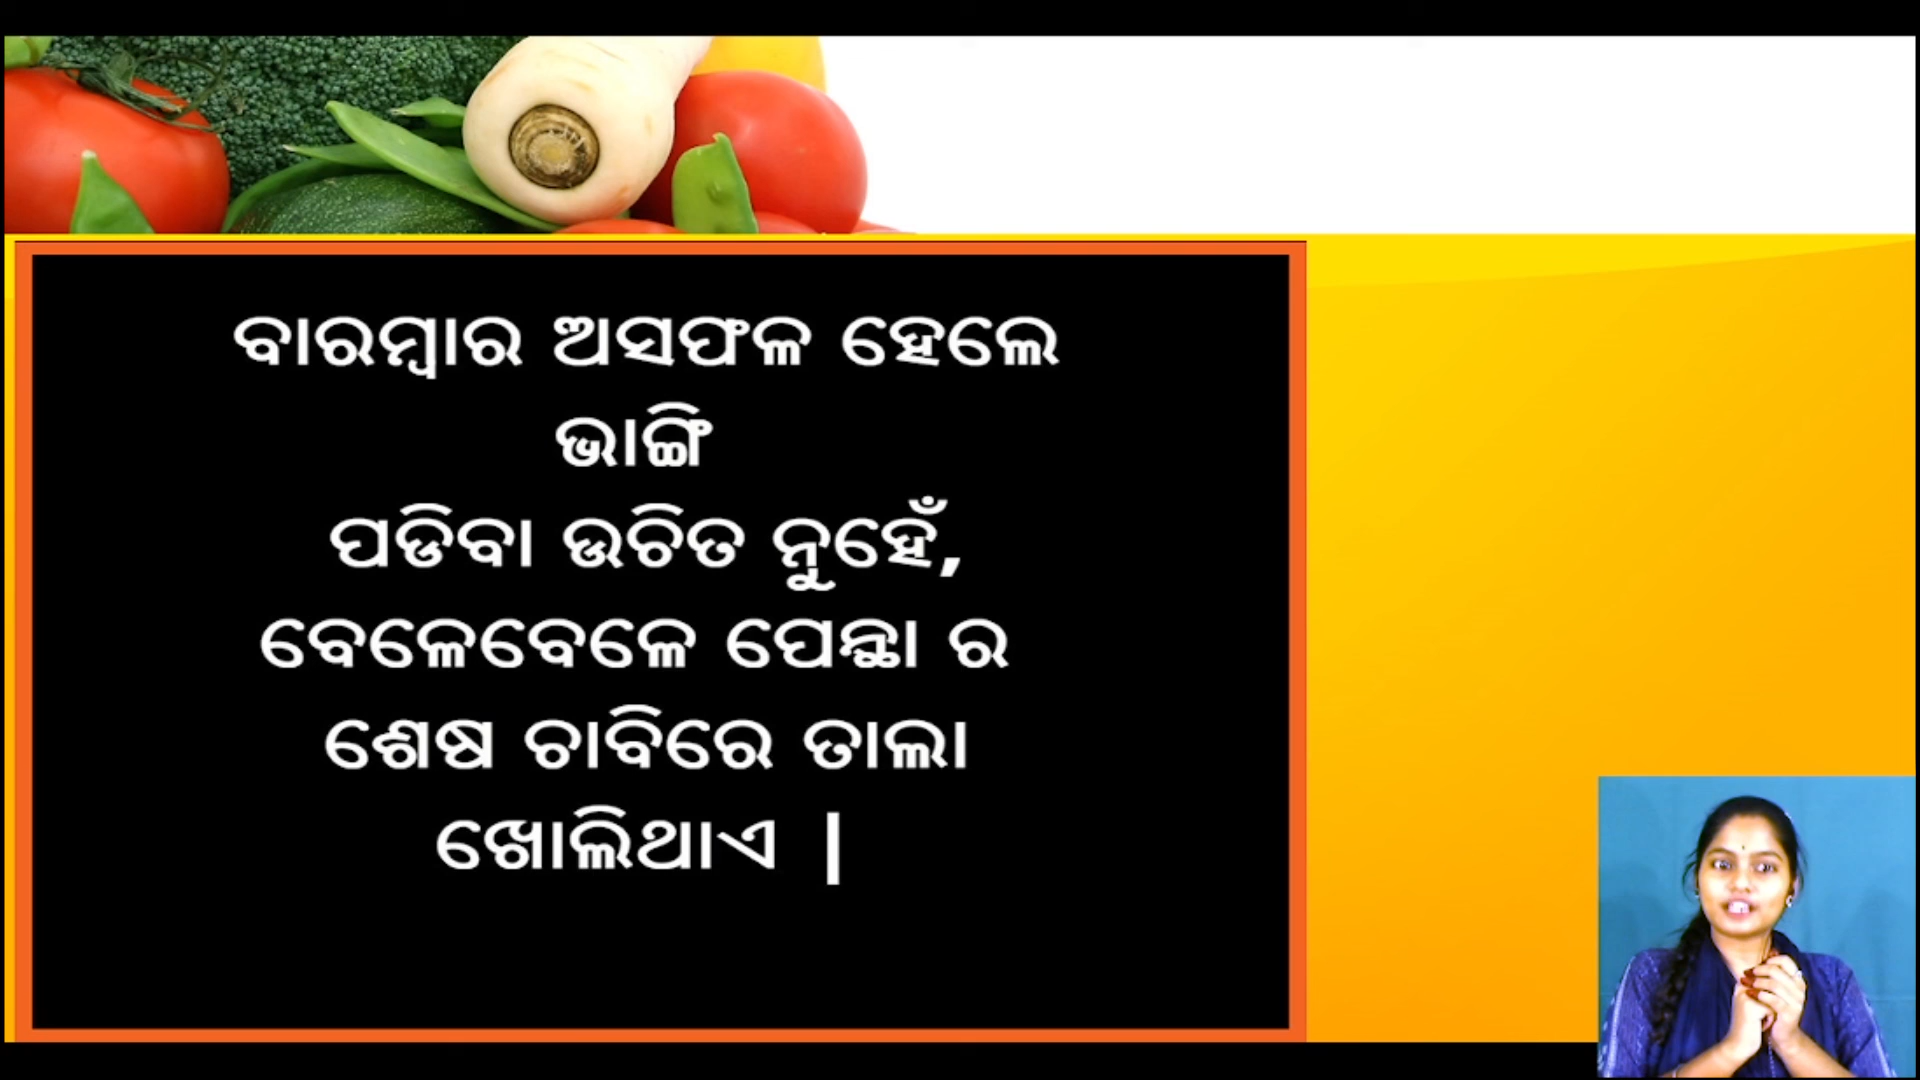 ବାରମ୍ବାର ଅସଫଳ ହେଲେ
ଭାଙ୍ଗି
ପଡିବା ଉଚିତ ନୁହେଁ,
ବେଳେବେଳେ ପେନ୍ଥା ର
ଶେଷ ଚାବିରେ ତାଲା
ଖୋଲିଥାଏ |